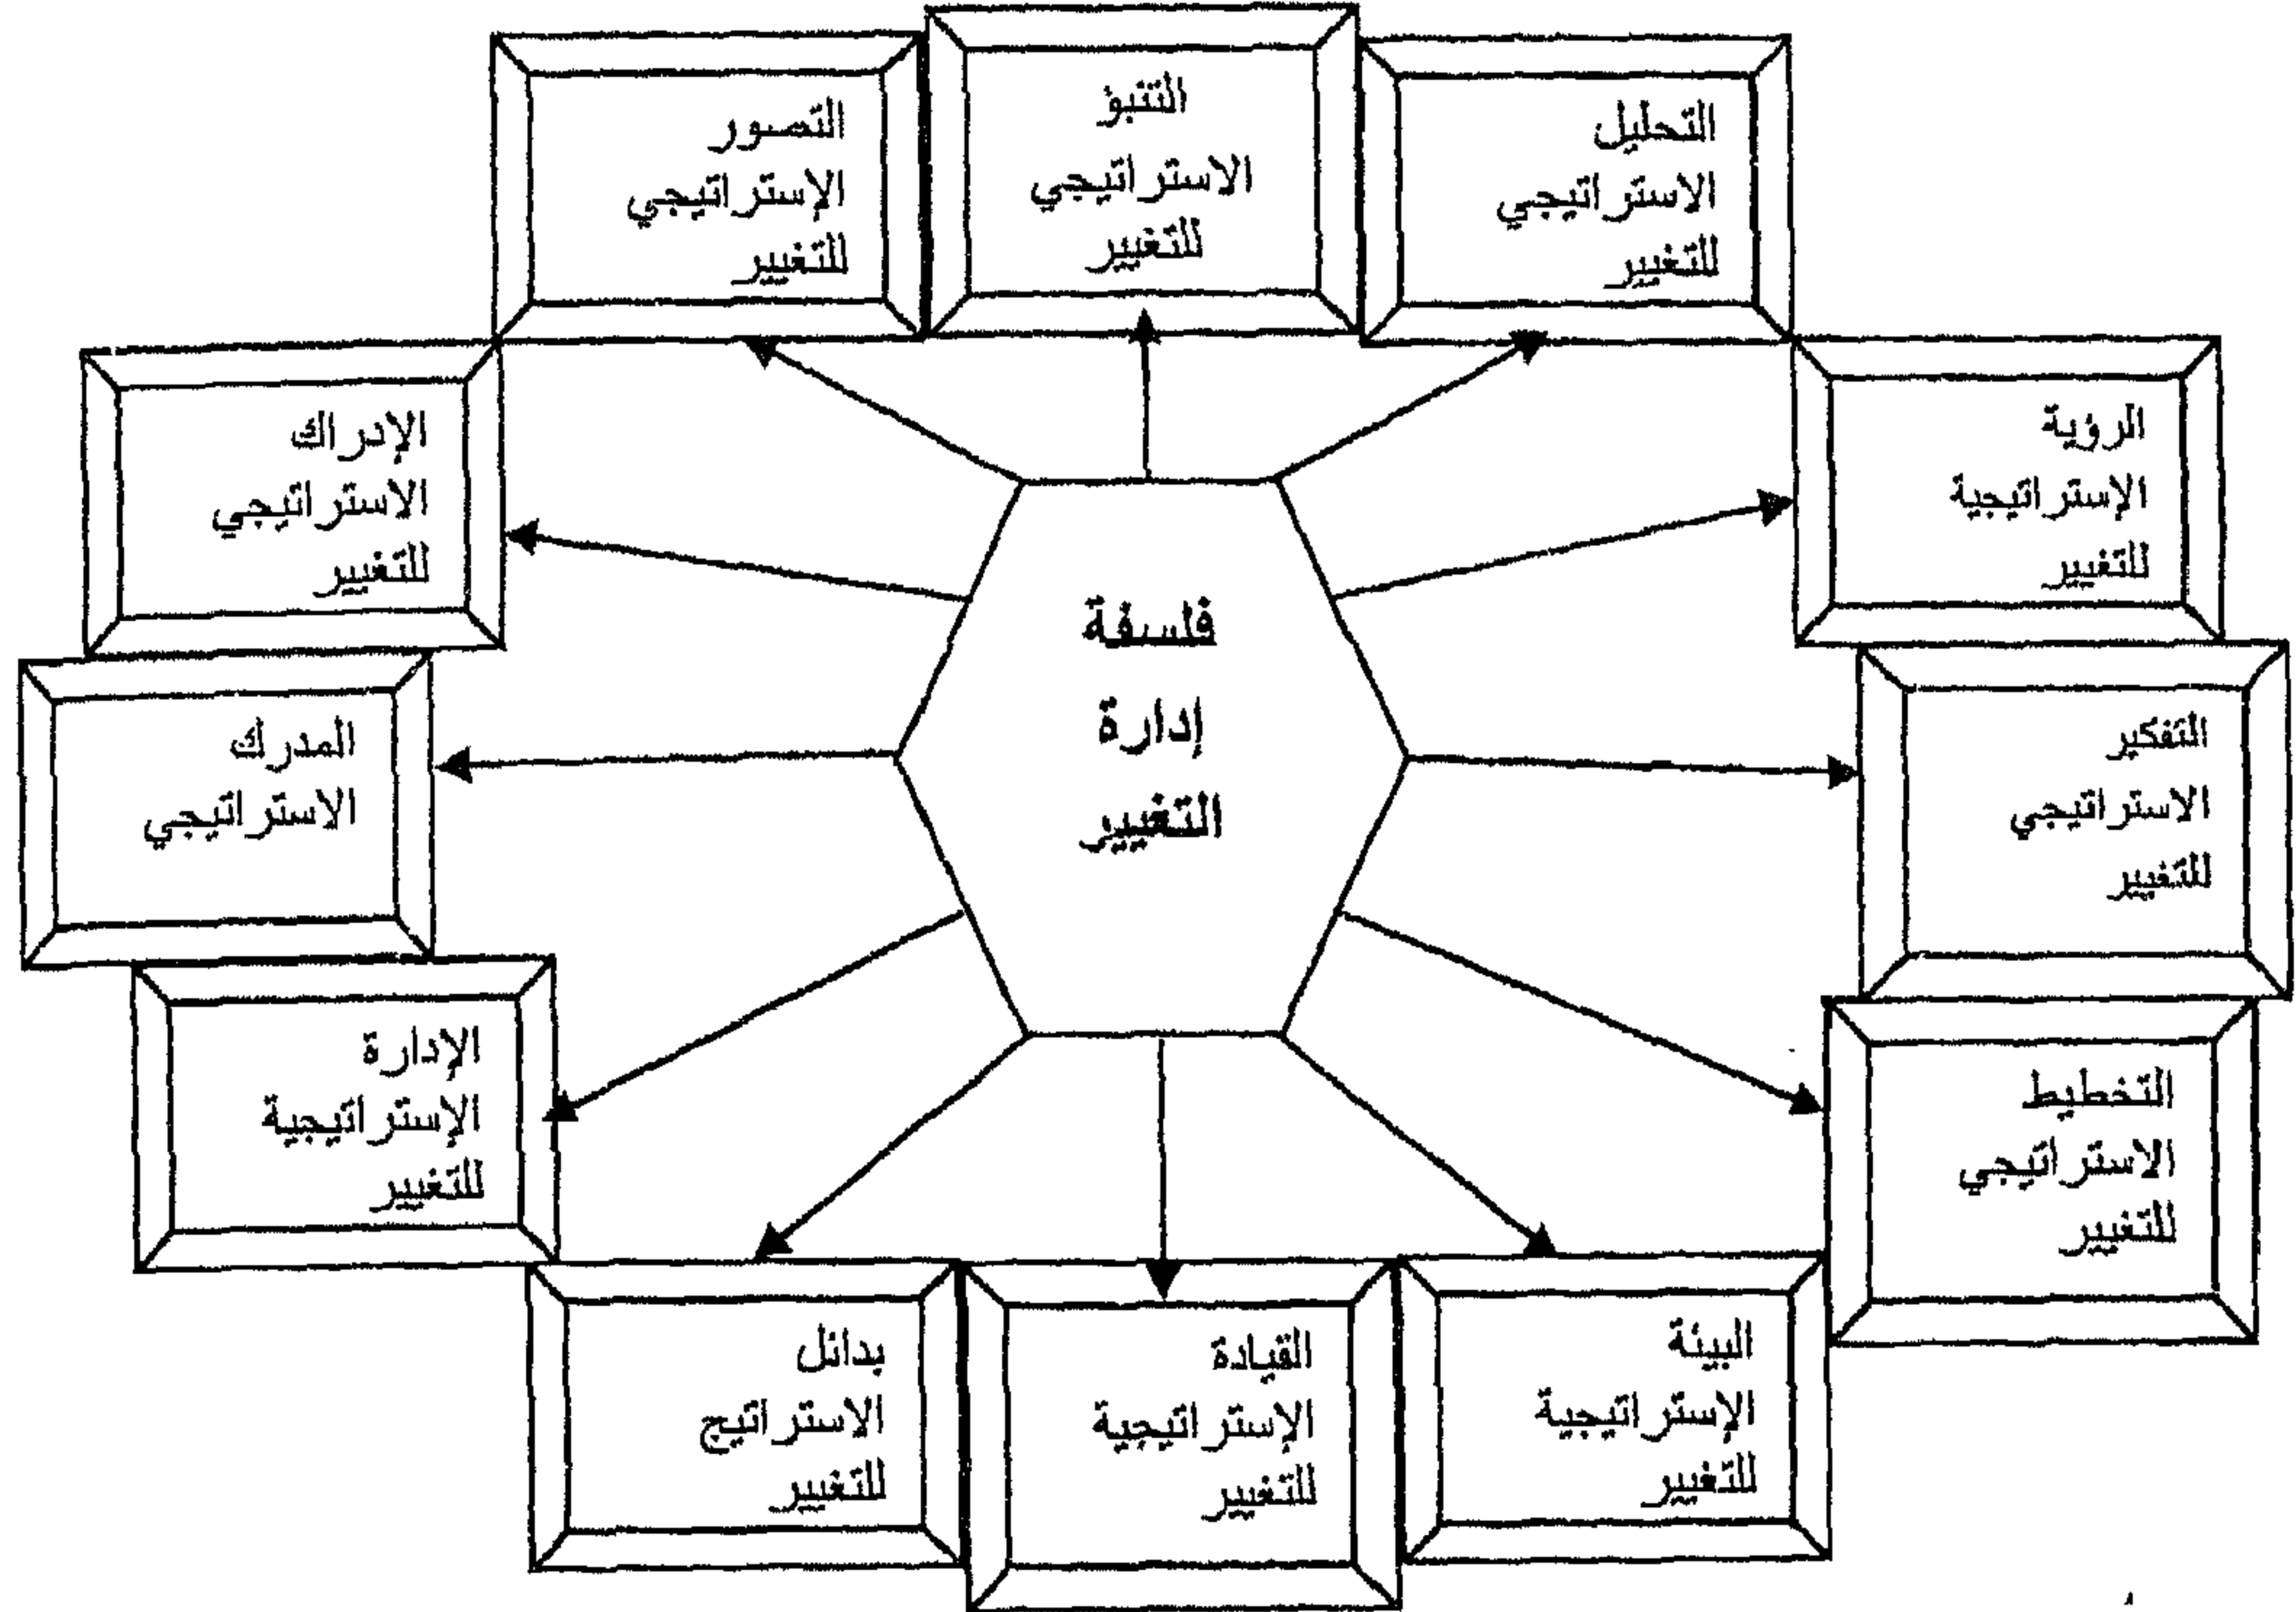 التنبؤ
الاستراتيجي
للتغيير
التحليل
الاستراتيجي
للتغيير
الرؤية
الإستراتيجية
للتغيير
التفكير
الاستراتيجي
للتغيير
التخطيط
الاستراتيجي
للتغيير
البيئة
الإستراتيجية
للتغيير
القيادة
الإستراتيجية
للتغيير
بدائل
الاستراتيج
للتغيير
الإدارة
الإستراتيجية
للتغيير
المدرك
الاستراتيجي
الإدراك
الاستراتيجي
للتغيير
التصور
الإستراتيجي
للتغيير
فلسفة
إدارة
التغيير